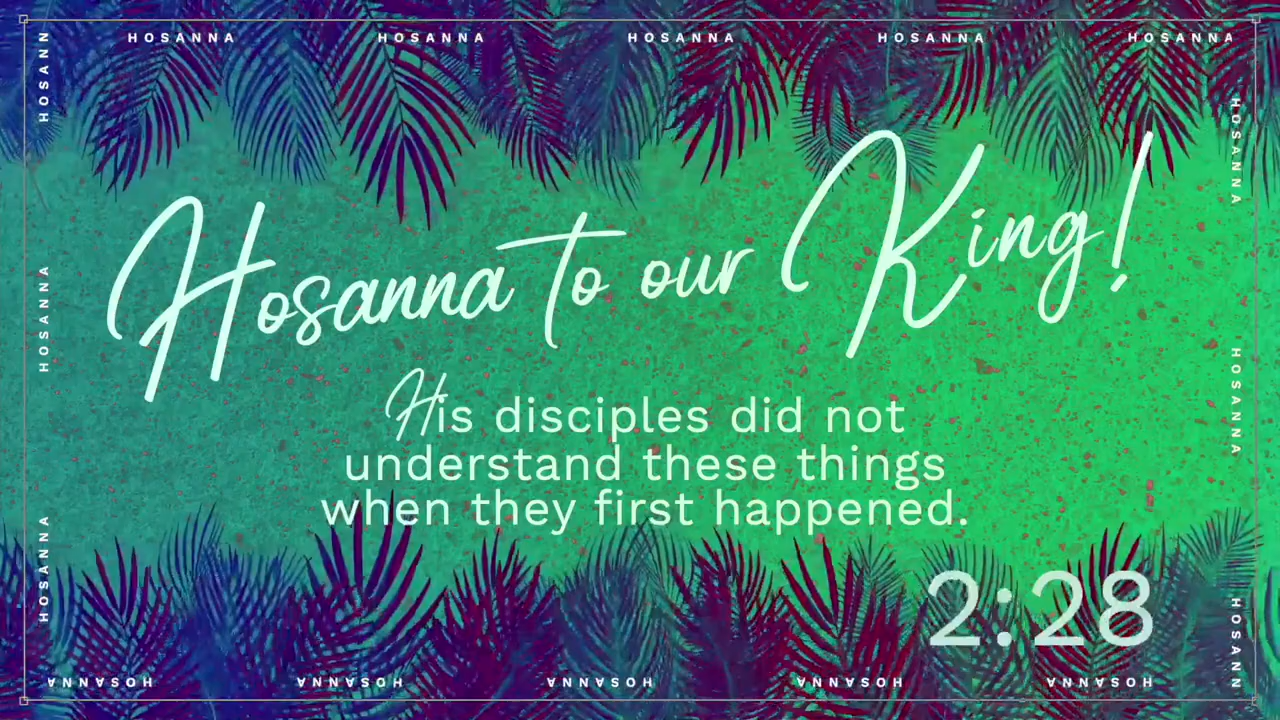 HOSANNA HOSANNA HOSANNA HOSANNA HOSANNA
HOSANN
HOSANNA
HOSANNA
Hosanna to our King!
His disciples did not
understand these things
when they first happened.
2:28
HOSANNA
HOSANNA
HOSANN
HOSANNA HOSANNA HOSANNA HOSANNA HOSANNA